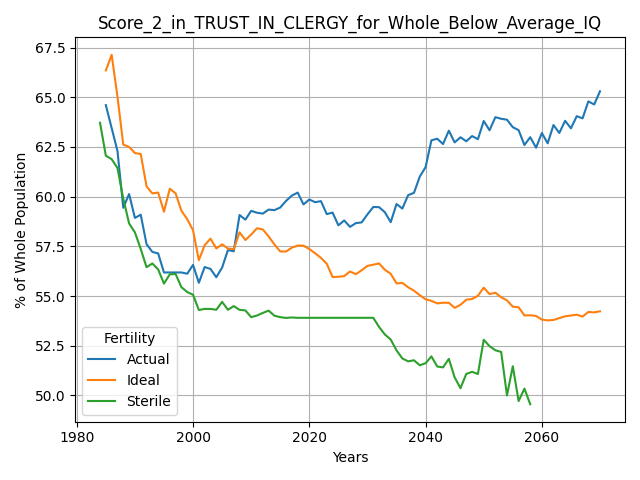 Score_2_in_TRUST_IN_CLERGY_for_Whole_Below_Average_IQ
% of Whole Population
67.5
65.0
62.5
60.0
57.5
55.0
52.5
50.0
Fertility
Actual
Ideal
Sterile
1980
2000
2020
2040
2060
Years